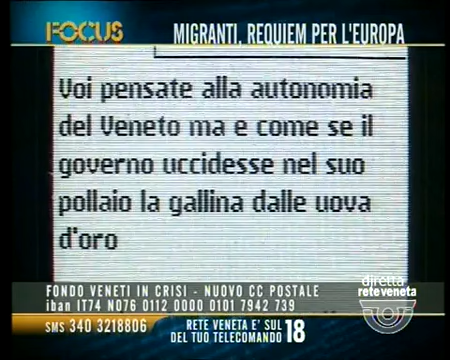 FOCUS
MIGRANTI, REQUIEM PER L'EUROPA
Voi pensate alla autonomia
del Veneto ma e come se il
governo uccidesse nel suo
pollaio la gallina dalle uova
d'oro
FONDO VENETI IN CRISI - NUOVO CC POSTALE
iban IT74 N076 0112 0000 0101 7942 739
diretta
reteveneta
SMS 340 3218806
RETE VENETA E' SUL
DEL TUO TELECOMANDO 18